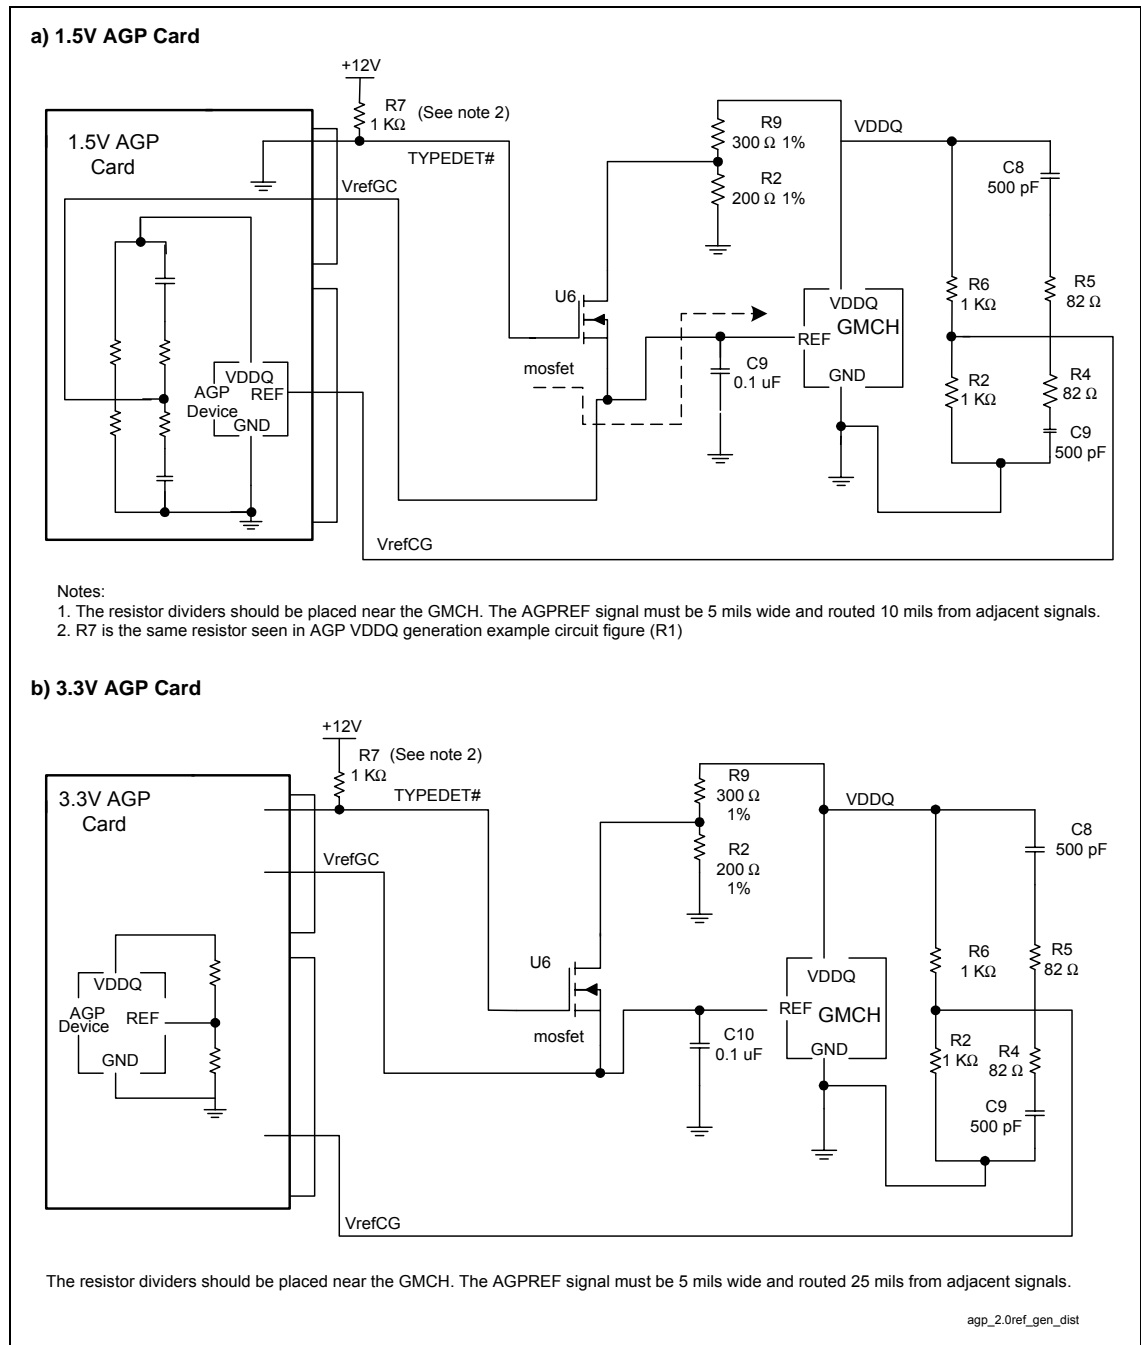 a) 1.5V AGP Card
+12V
R7
1 KΩ
(See note 2)
TYPEDET#
1.5V AGP
Card
VrefGC
R9
300 Ω 1%
R2
200 Ω 1%
VDDQ
C8
500 pF
U6
mosfet
C9
0.1 uF
VDDQ
GMCH
REF
GND
R6
1 KΩ
R5
82 Ω
R2
1 KΩ
R4
82 Ω
C9
500 pF
VDDQ
AGP
REF
Device
GND
VrefCG
Notes:
1. The resistor dividers should be placed near the GMCH. The AGPREF signal must be 5 mils wide and routed 10 mils from adjacent signals.
2. R7 is the same resistor seen in AGP VDDQ generation example circuit figure (R1)
b) 3.3V AGP Card
+12V
R7
1 KΩ
(See note 2)
TYPEDET#
3.3V AGP
Card
VrefGC
R9
300 Ω
1%
R2
200 Ω
1%
VDDQ
C8
500 pF
U6
mosfet
C10
0.1 uF
VDDQ
REF
GMCH
GND
R6
1 KΩ
R5
82 Ω
R2
1 KΩ
R4
82 Ω
C9
500 pF
VDDQ
AGP
Device
REF
GND
VrefCG
The resistor dividers should be placed near the GMCH. The AGPREF signal must be 5 mils wide and routed 25 mils from adjacent signals.
agp_2.0ref_gen_dist